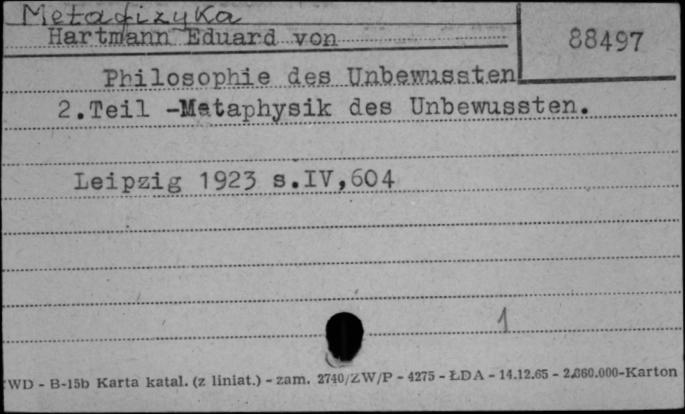 Metafizyka
Hartmann Eduard von
88497
Philosophie des Unbewussten
2.Teil -Metaphysik des Unbewussten.
Leipzig 1923 s.IV,604
1
WD - B-15b Karta katal. (z liniat.) - zam. 2740/ZW/P - 4275 - ŁDA - 14.12.65 - 2.860.000-Karton